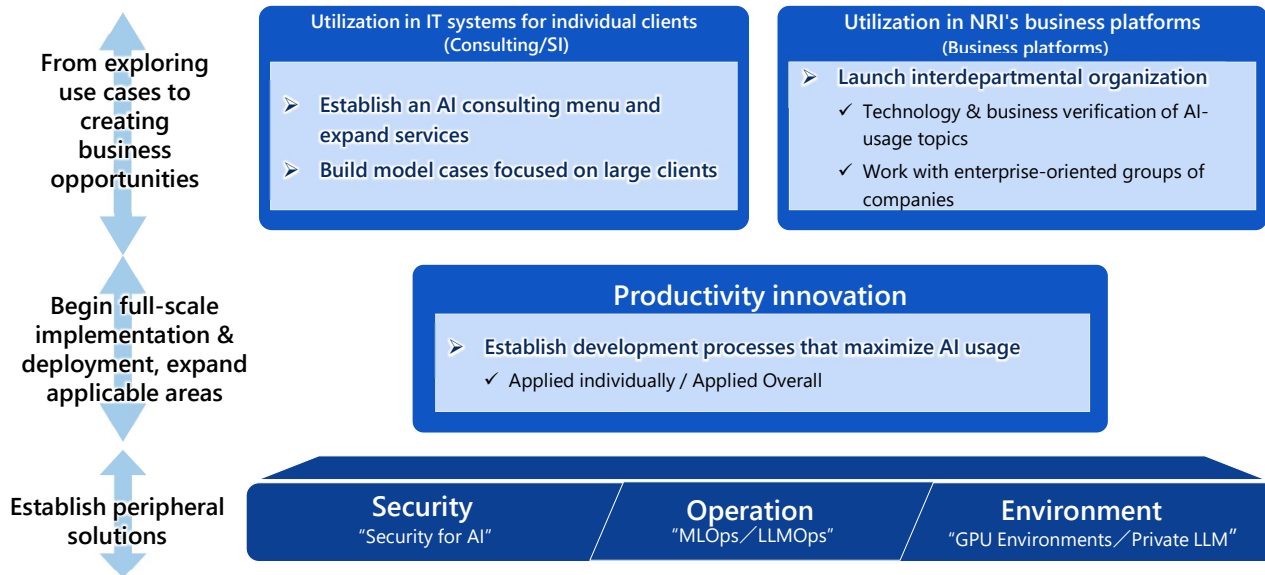 From exploring
use cases to
creating
business
opportunities
Utilization in IT systems for individual clients
(Consulting/SI)
➢ Establish an AI consulting menu and
expand services
➢ Build model cases focused on large clients
Utilization in NRI's business platforms
(Business platforms)
➢ Launch interdepartmental organization
✓ Technology & business verification of AI-
usage topics
✓ Work with enterprise-oriented groups of
companies
Begin full-scale
implementation &
deployment, expand
applicable areas
Productivity innovation
➢ Establish development processes that maximize AI usage
✓ Applied individually / Applied Overall
Establish peripheral
solutions
Security
“Security for AI”
Operation
“MLOps／LLMOps”
Environment
“GPU Environments／Private LLM”